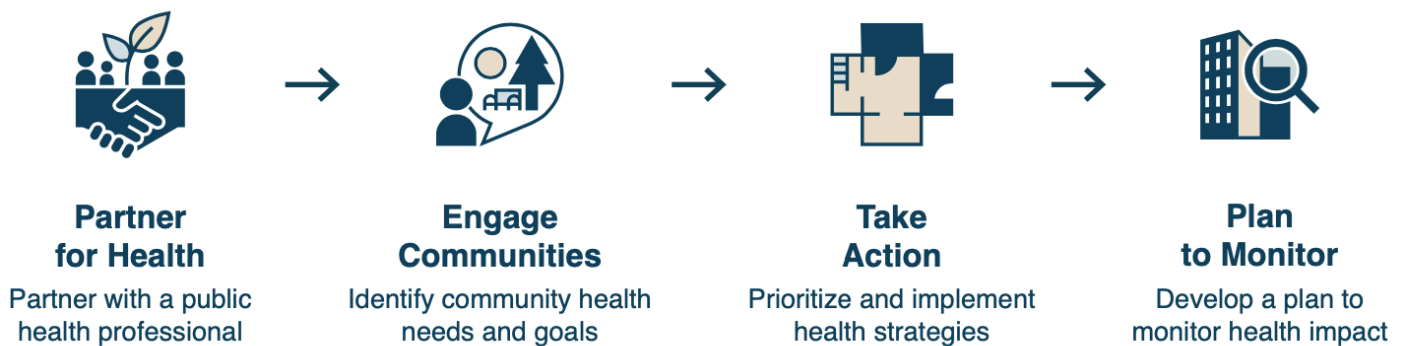 Partner
for Health
Partner with a public
health professional
Engage
Communities
Identify community health
needs and goals
Take
Action
Prioritize and implement
health strategies
Plan
to Monitor
Develop a plan to
monitor health impact